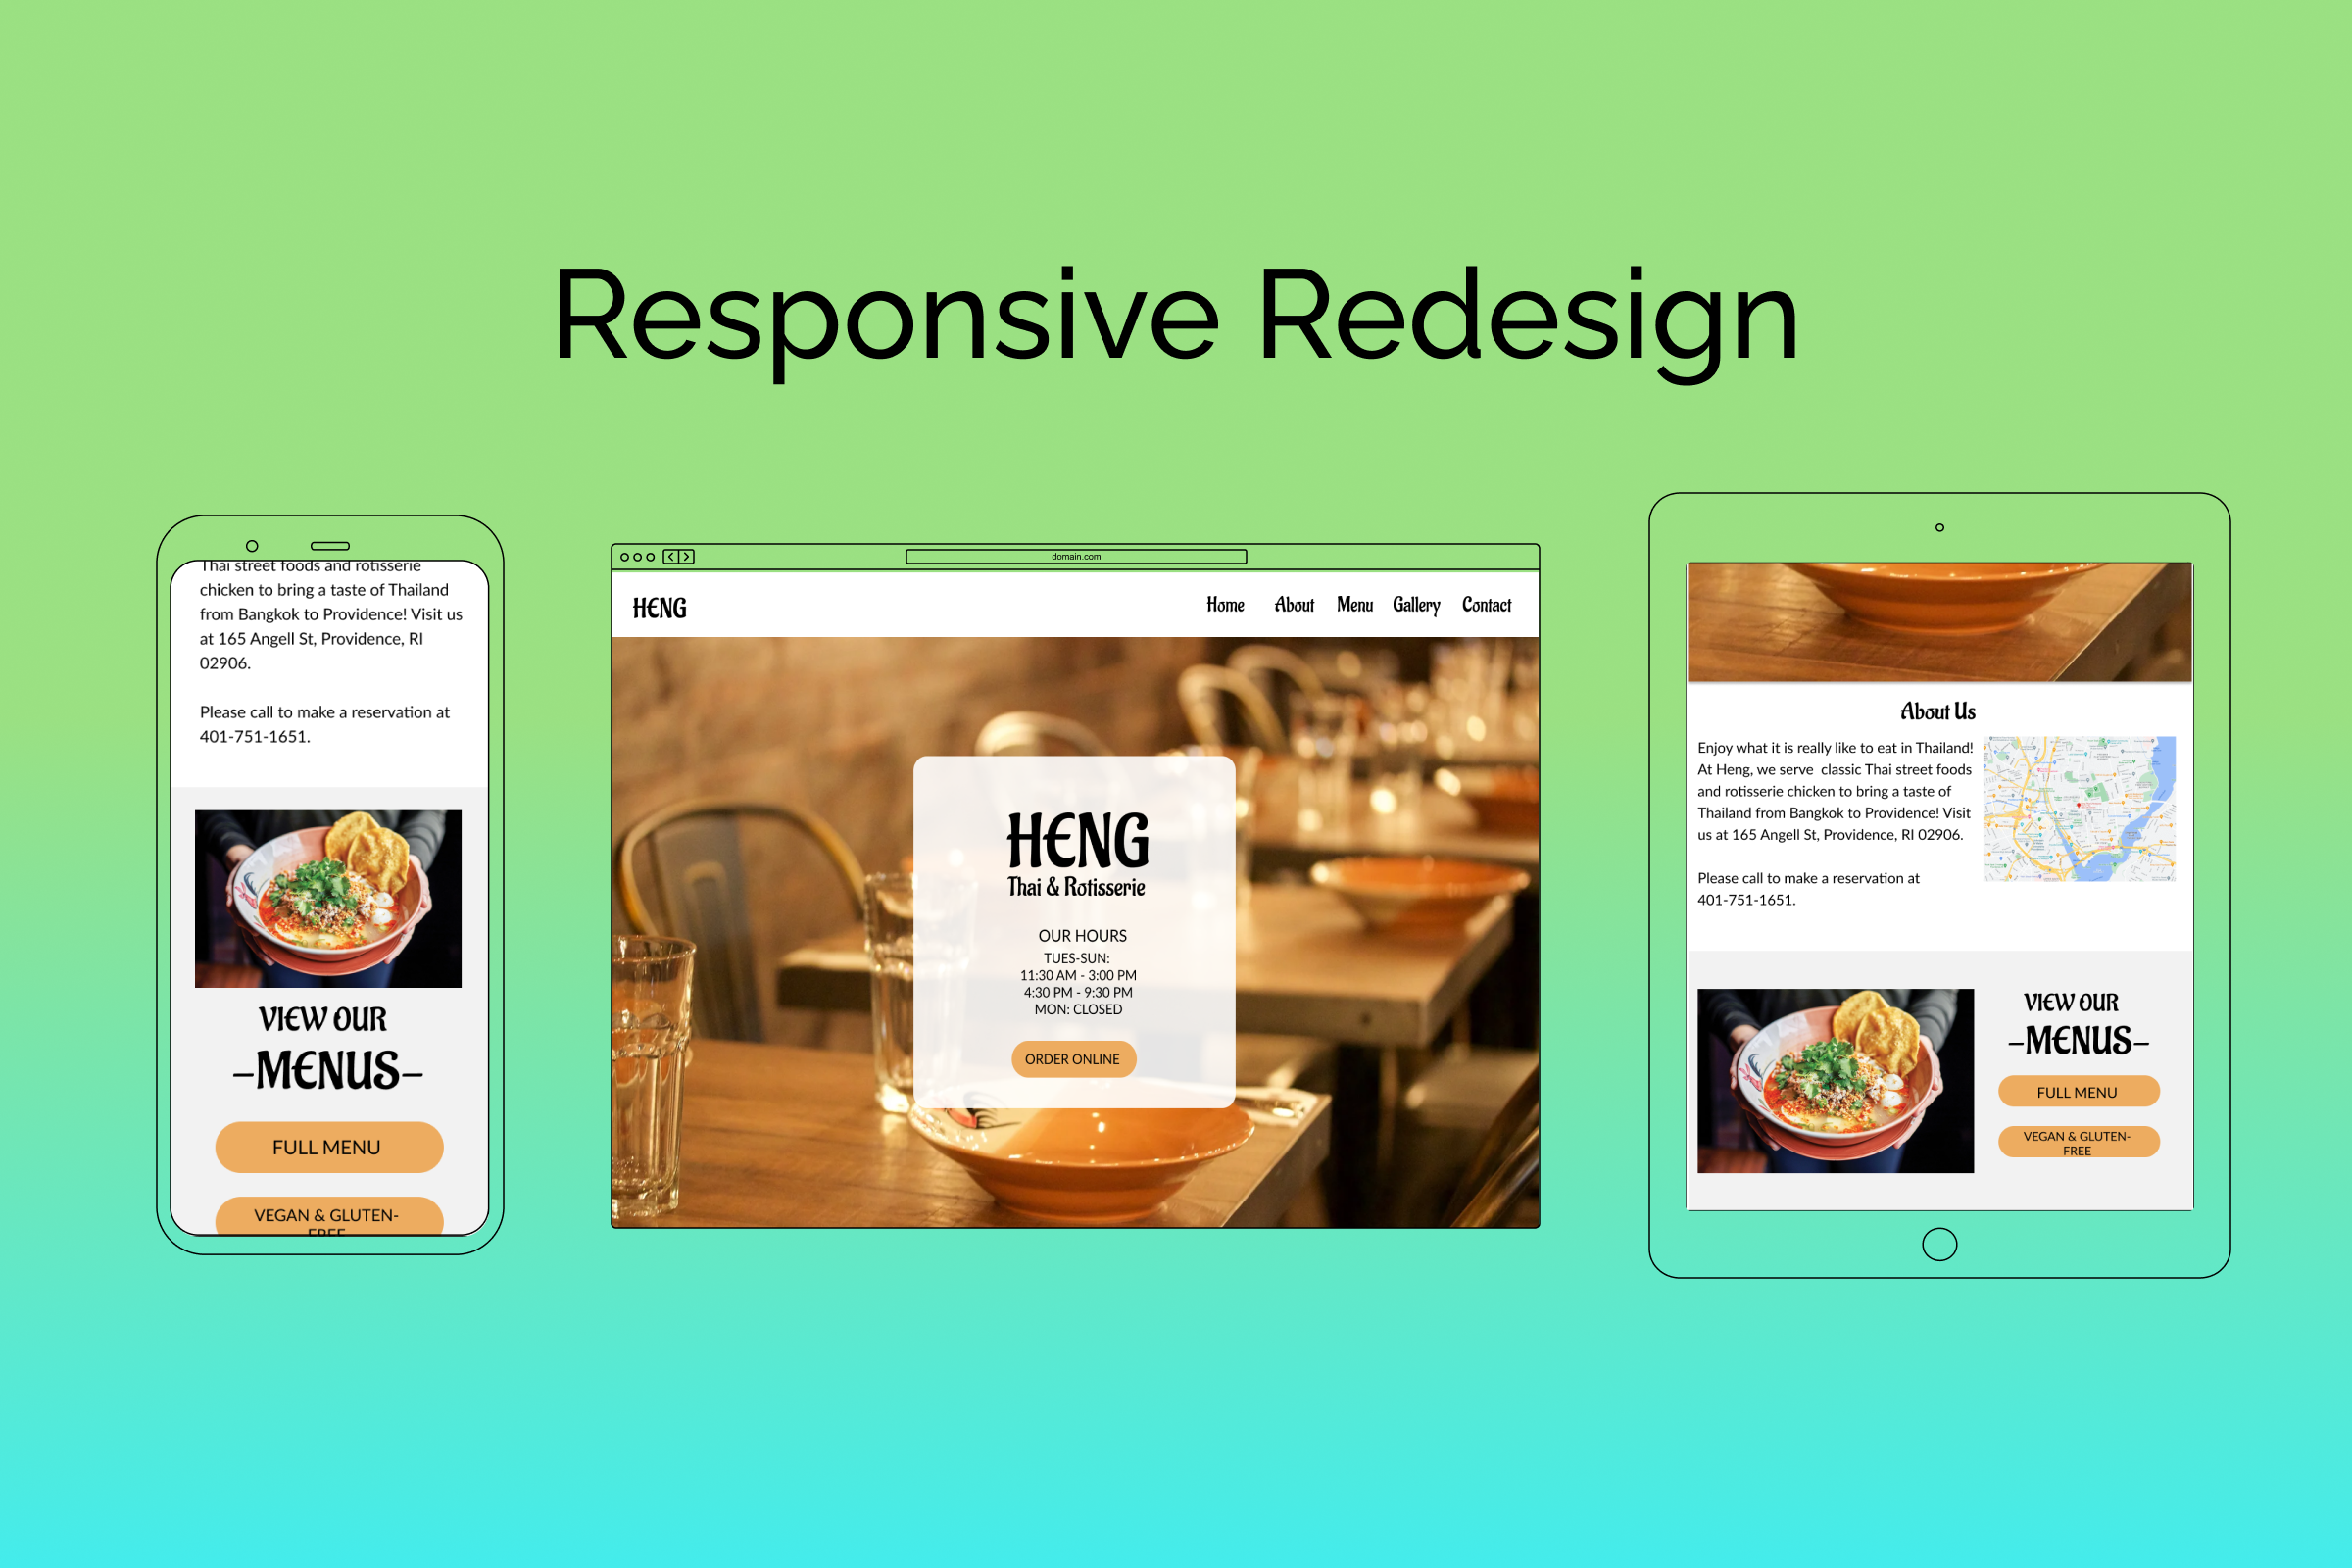 Responsive Redesign
Thai street foods and rotisserie
chicken to bring a taste of Thailand
from Bangkok to Providence! Visit us
at 165 Angell St, Providence, RI
02906.
Please call to make a reservation at
401-751-1651.
VIEW OUR
–MENUS–
FULL MENU
VEGAN & GLUTEN-
FREE
domain.com
HENG
Home About Menu Gallery Contact
HENG
Thai & Rotisserie
OUR HOURS
TUES-SUN:
11:30 AM - 3:00 PM
4:30 PM - 9:30 PM
MON: CLOSED
ORDER ONLINE
About Us
Enjoy what it is really like to eat in Thailand!
At Heng, we serve classic Thai street foods
and rotisserie chicken to bring a taste of
Thailand from Bangkok to Providence! Visit
us at 165 Angell St, Providence, RI 02906.
Please call to make a reservation at
401-751-1651.
VIEW OUR
–MENUS–
FULL MENU
VEGAN & GLUTEN-
FREE